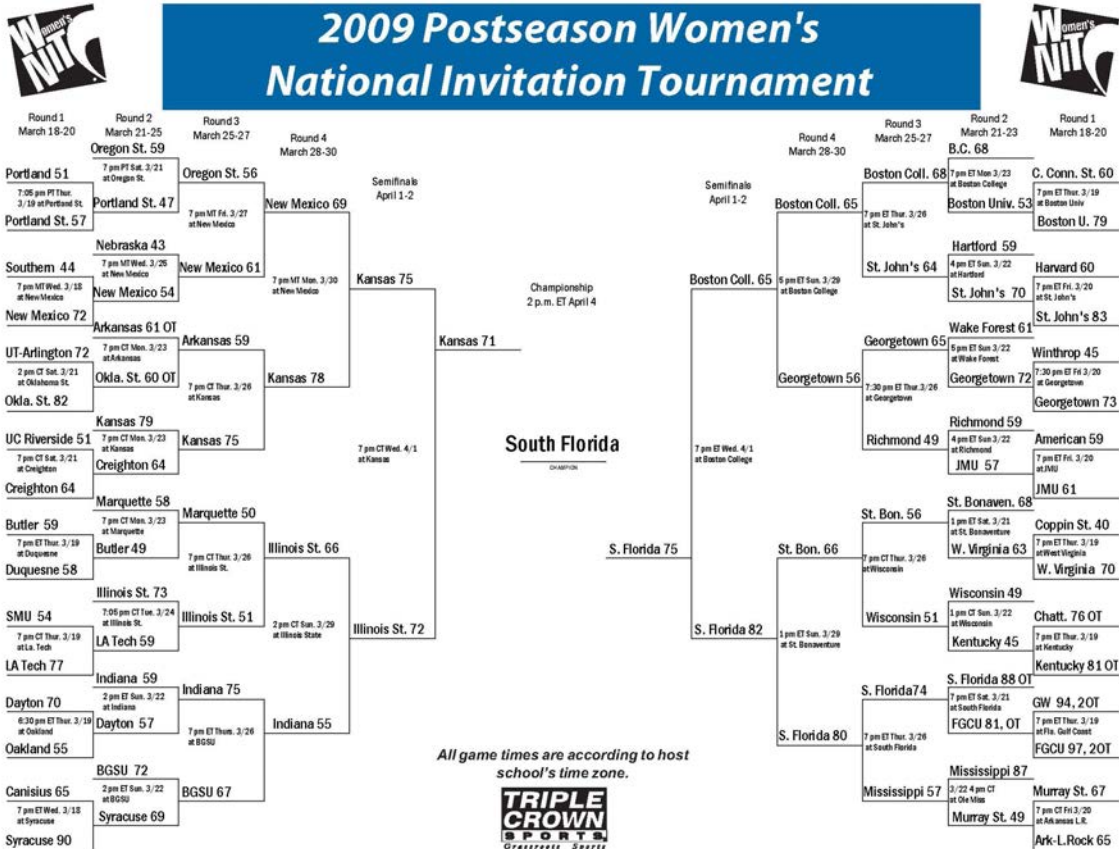 Women's
NIT
2009 Postseason Women's
National Invitation Tournament
Women's
NIT
Round 1
March 18-20
Round 2
March 21-25
Round 3
March 25-27
Round 4
March 28-30
Semifinals
April 1-2
Portland 51
7:05 pm PT Thur.
3/19 at Portland St.
Portland St. 57
Southern 44
7 pm MT Wed. 3/18
at New Mexico
New Mexico 72
UT-Arlington 72
2 pm CT Sat. 3/21
at Oklahoma St.
Okla. St. 82
UC Riverside 51
7 pm CT Sat. 3/21
at Creighton
Creighton 64
Butler 59
7 pm ET Thur. 3/19
at Duquesne
Duquesne 58
SMU 54
7 pm CT Thur. 3/19
at La. Tech
LA Tech 77
Dayton 70
6:30 pm ET Thur. 3/19
at Oakland
Oakland 55
Canisius 65
7 pm ET Wed. 3/18
at Syracuse
Syracuse 90
Oregon St. 59
7 pm PT Sat. 3/21
at Oregon St.
Portland St. 47
Nebraska 43
7 pm MT Wed. 3/25
at New Mexico
New Mexico 54
Arkansas 61 OT
7 pm CT Mon. 3/23
at Arkansas
Okla. St. 60 OT
Kansas 79
7 pm CT Mon. 3/23
at Kansas
Creighton 64
Marquette 58
7 pm CT Mon. 3/23
at Marquette
Butler 49
Illinois St. 73
7:05 pm CT Tue. 3/24
at Illinois St.
LA Tech 59
Indiana 59
2 pm ET Sun. 3/22
at Indiana
Dayton 57
BGSU 72
2 pm ET Sun. 3/22
at BGSU
Syracuse 69
Oregon St. 56
7 pm MT Fri. 3/27
at New Mexico
New Mexico 61
Arkansas 59
7 pm CT Thur. 3/26
at Kansas
Kansas 75
Marquette 50
7 pm CT Thur. 3/26
at Illinois St.
Illinois St. 51
Indiana 75
7 pm ET Thurs. 3/26
at BGSU
BGSU 67
New Mexico 69
7 pm MT Mon. 3/30
at New Mexico
Kansas 78
Illinois St. 66
2 pm CT Sun. 3/29
at Illinois State
Indiana 55
Kansas 75
7 pm CT Wed. 4/1
at Kansas
Illinois St. 72
Kansas 71
Championship
2 p.m. ET April 4
South Florida
CHAMPION
S. Florida 75
All game times are according to host
school's time zone.
TRIPLE
CROWN
SPORTS
Grassroots Sports
Semifinals
April 1-2
Round 4
March 28-30
Round 3
March 25-27
Round 2
March 21-23
Round 1
March 18-20
Boston Coll. 65
7 pm ET Wed. 4/1
at Boston College
S. Florida 82
Boston Coll. 65
5 pm ET Sun. 3/29
at Boston College
Georgetown 56
St. Bon. 66
1 pm ET Sun. 3/29
at St. Bonaventure
S. Florida 80
Boston Coll. 68
7 pm ET Thur. 3/26
at St. John's
St. John's 64
Georgetown 65
7:30 pm ET Thur. 3/26
at Georgetown
Richmond 49
St. Bon. 56
7 pm CT Thur. 3/26
at Wisconsin
Wisconsin 51
S. Florida74
7 pm ET Thur. 3/26
at South Florida
Mississippi 57
B.C. 68
7 pm ET Mon 3/23
at Boston College
Boston Univ. 53
Hartford 59
4 pm ET Sun. 3/22
at Hartford
St. John's 70
Wake Forest 61
5 pm ET Sun 3/22
at Wake Forest
Georgetown 72
Richmond 59
4 pm ET Sun 3/22
at Richmond
JMU 57
St. Bonaven. 68
1 pm ET Sat. 3/21
at St. Bonaventure
W. Virginia 63
Wisconsin 49
1 pm CT Sun. 3/22
at Wisconsin
Kentucky 45
S. Florida 88 OT
7 pm ET Sat. 3/21
at South Florida
FGCU 81, OT
Mississippi 87
3/22 4 pm CT
at Ole Miss
Murray St. 49
C. Conn. St. 60
7 pm ET Thur. 3/19
at Boston Univ
Boston U. 79
Harvard 60
7 pm ET Fri. 3/20
at St. John's
St. John's 83
Winthrop 45
7:30 pm ET Fri 3/20
at Georgetown
Georgetown 73
American 59
7 pm ET Fri. 3/20
at JMU
JMU 61
Coppin St. 40
7 pm ET Thur. 3/19
at West Virginia
W. Virginia 70
Chatt. 76 OT
7 pm ET Thur. 3/19
at Kentucky
Kentucky 81 OT
GW 94, 2OT
7 pm ET Thur. 3/19
at Fla. Gulf Coast
FGCU 97, 2OT
Murray St. 67
7 pm CT Fri 3/20
at Arkansas L.R.
Ark-L.Rock 65